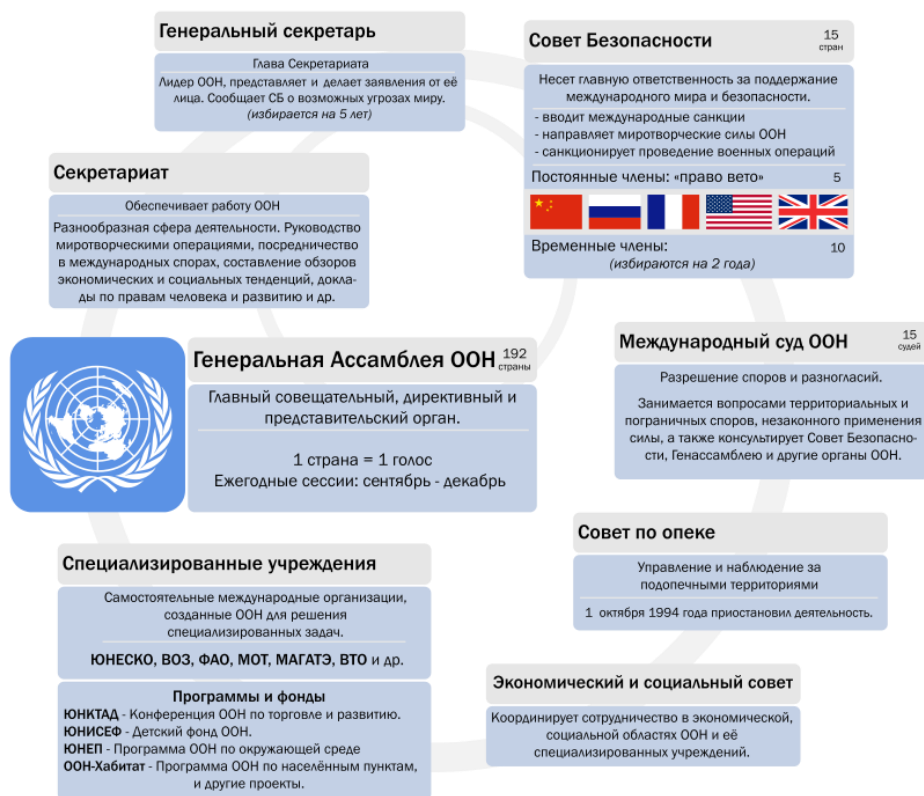 Генеральный секретарь
Глава Секретариата
Лидер ООН, представляет и делает заявления от её
лица. Сообщает СБ о возможных угрозах миру.
(избирается на 5 лет)
Совет Безопасности
15
стран
Несет главную ответственность за поддержание
международного мира и безопасности.
- вводит международные санкции
- направляет миротворческие силы ООН
- санкционирует проведение военных операций
Постоянные члены: «право вето» 5
Временные члены: 10
(избираются на 2 года)
Секретариат
Обеспечивает работу ООН
Разнообразная сфера деятельности. Руководство
миротворческими операциями, посредничество
в международных спорах, составление обзоров
экономических и социальных тенденций, докла-
ды по правам человека и развитию и др.
Генеральная Ассамблея ООН
192
страны
Главный совещательный, директивный и
представительский орган.
1 страна = 1 голос
Ежегодные сессии: сентябрь - декабрь
Международный суд ООН
15
судей
Разрешение споров и разногласий.
Занимается вопросами территориальных и
пограничных споров, незаконного применения
силы, а также консультирует Совет Безопасно-
сти, Генассамблею и другие органы ООН.
Совет по опеке
Управление и наблюдение за
подопечными территориями
1 октября 1994 года приостановил деятельность.
Специализированные учреждения
Самостоятельные международные организации,
созданные ООН для решения
специализированных задач.
ЮНЕСКО, ВОЗ, ФАО, МОТ, МАГАТЭ, ВТО и др.
Программы и фонды
ЮНКТАД - Конференция ООН по торговле и развитию.
ЮНИСЕФ - Детский фонд ООН.
ЮНЕП - Программа ООН по окружающей среде
ООН-Хабитат - Программа ООН по населённым пунктам,
и другие проекты.
Экономический и социальный совет
Координирует сотрудничество в экономической,
социальной областях ООН и её
специализированных учреждений.